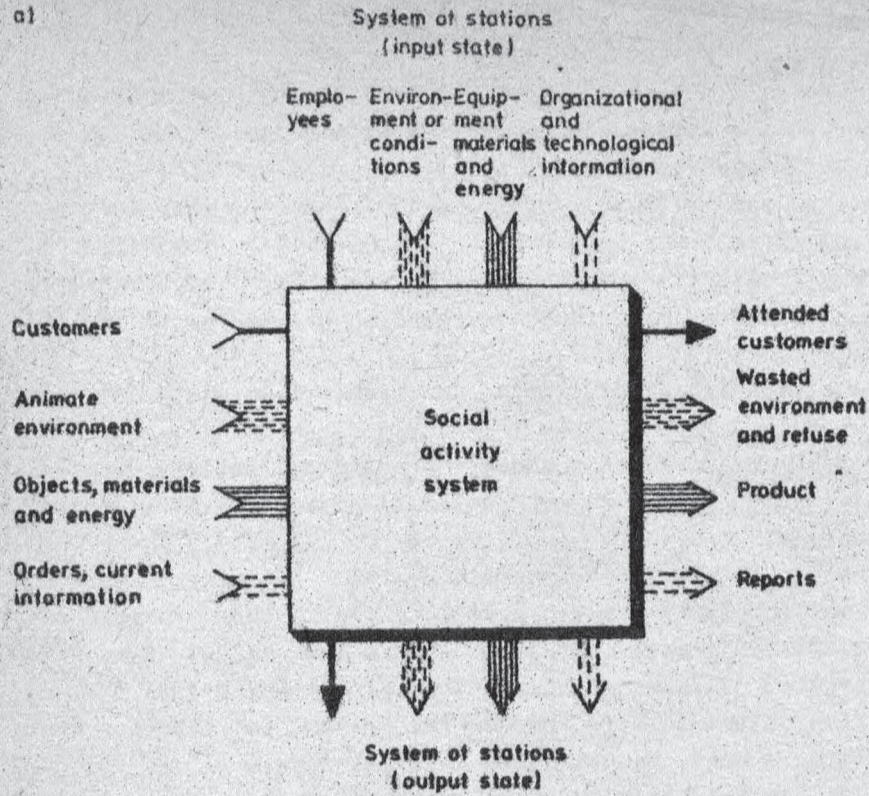 a)
System of stations
(input state)
Emplo-
yees
Environ-
ment or
condi-
tions
Equip-
ment
materials
and
energy
Organizational
and
technological
information
Customers
Animate
environment
Objects, materials
and energy
Orders, current
information
Social
activity
system
Attended
customers
Wasted
environment
and refuse
Product
Reports
System of stations
(output state)